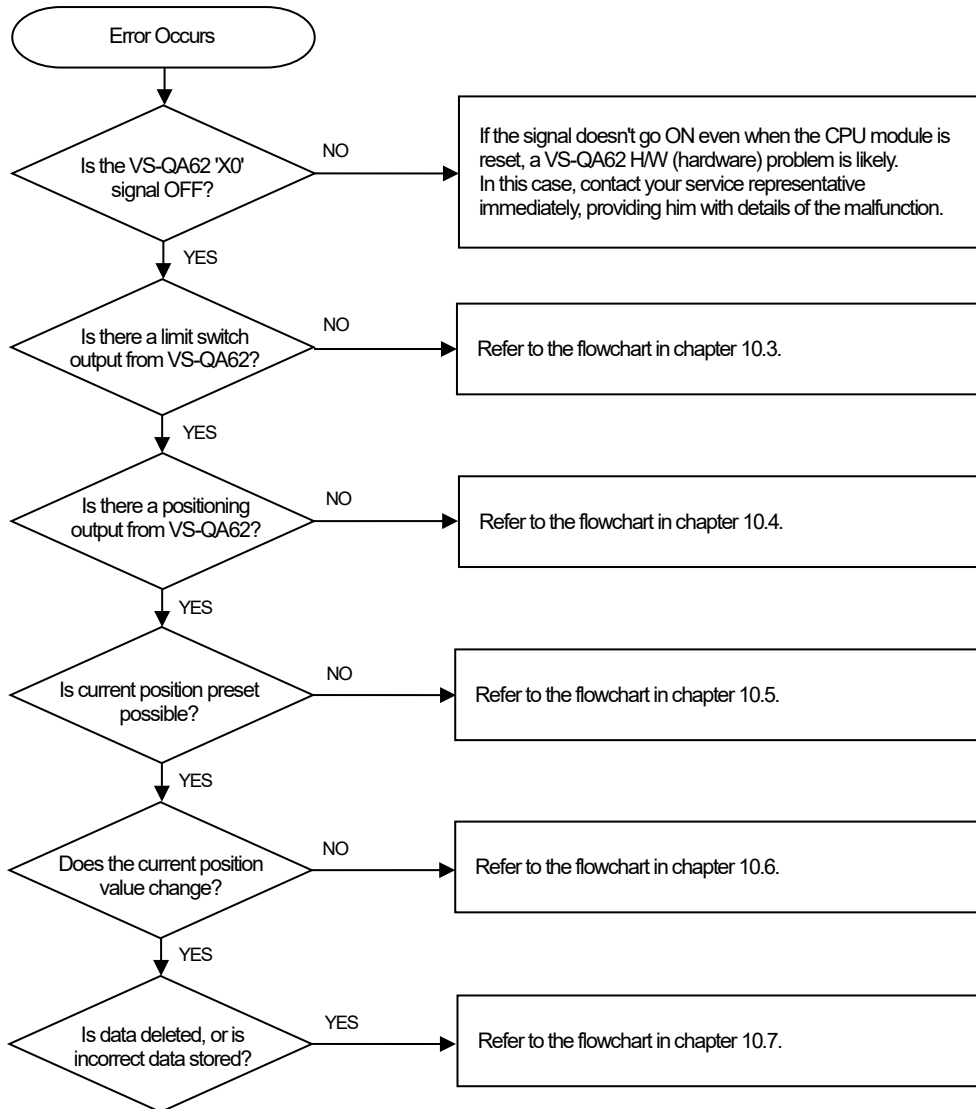 Error Occurs
Is the VS-QA62 'X0'
signal OFF?
NO
If the signal doesn't go ON even when the CPU module is
reset, a VS-QA62 H/W (hardware) problem is likely.
In this case, contact your service representative
immediately, providing him with details of the malfunction.
YES
Is there a limit switch
output from VS-QA62?
NO
Refer to the flowchart in chapter 10.3.
YES
Is there a positioning
output from VS-QA62?
NO
Refer to the flowchart in chapter 10.4.
YES
Is current position preset
possible?
NO
Refer to the flowchart in chapter 10.5.
YES
Does the current position
value change?
NO
Refer to the flowchart in chapter 10.6.
YES
Is data deleted, or is
incorrect data stored?
YES
Refer to the flowchart in chapter 10.7.